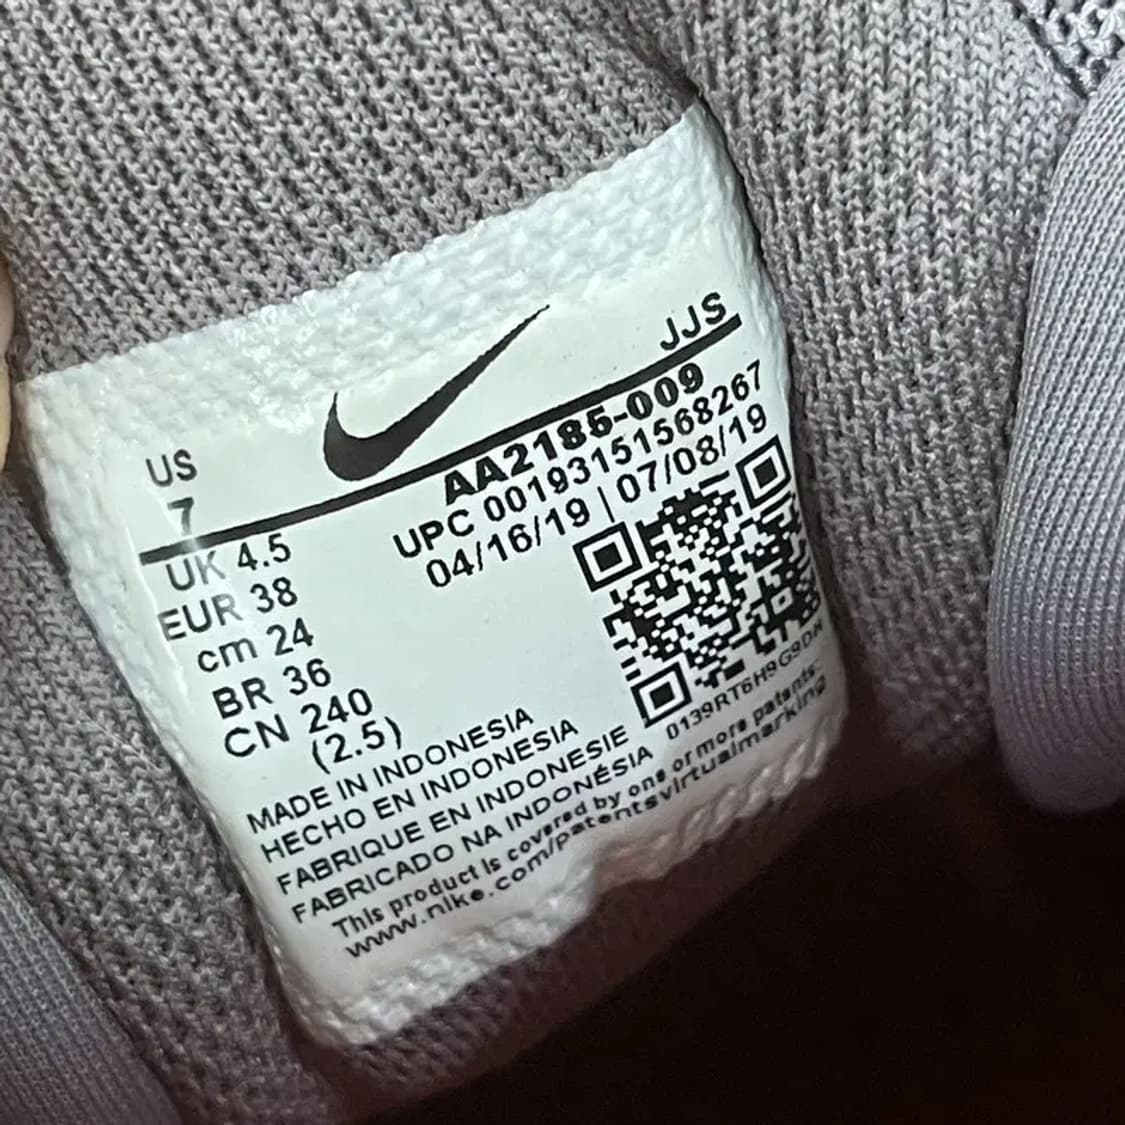 JJS
US
7
AA2185-009
UPC 00193151568267
04/16/19 | 07/08/19
UK 4.5
EUR 38
cm 24
BR 36
CN 240
(2.5)
MADE IN INDONESIA
HECHO EN INDONESIA
FABRIQUE EN INDONESIE
FABRICADO NA INDONÉSIA
This product is covered by one or more patents:
www.nike.com/patentsvirtualmarking